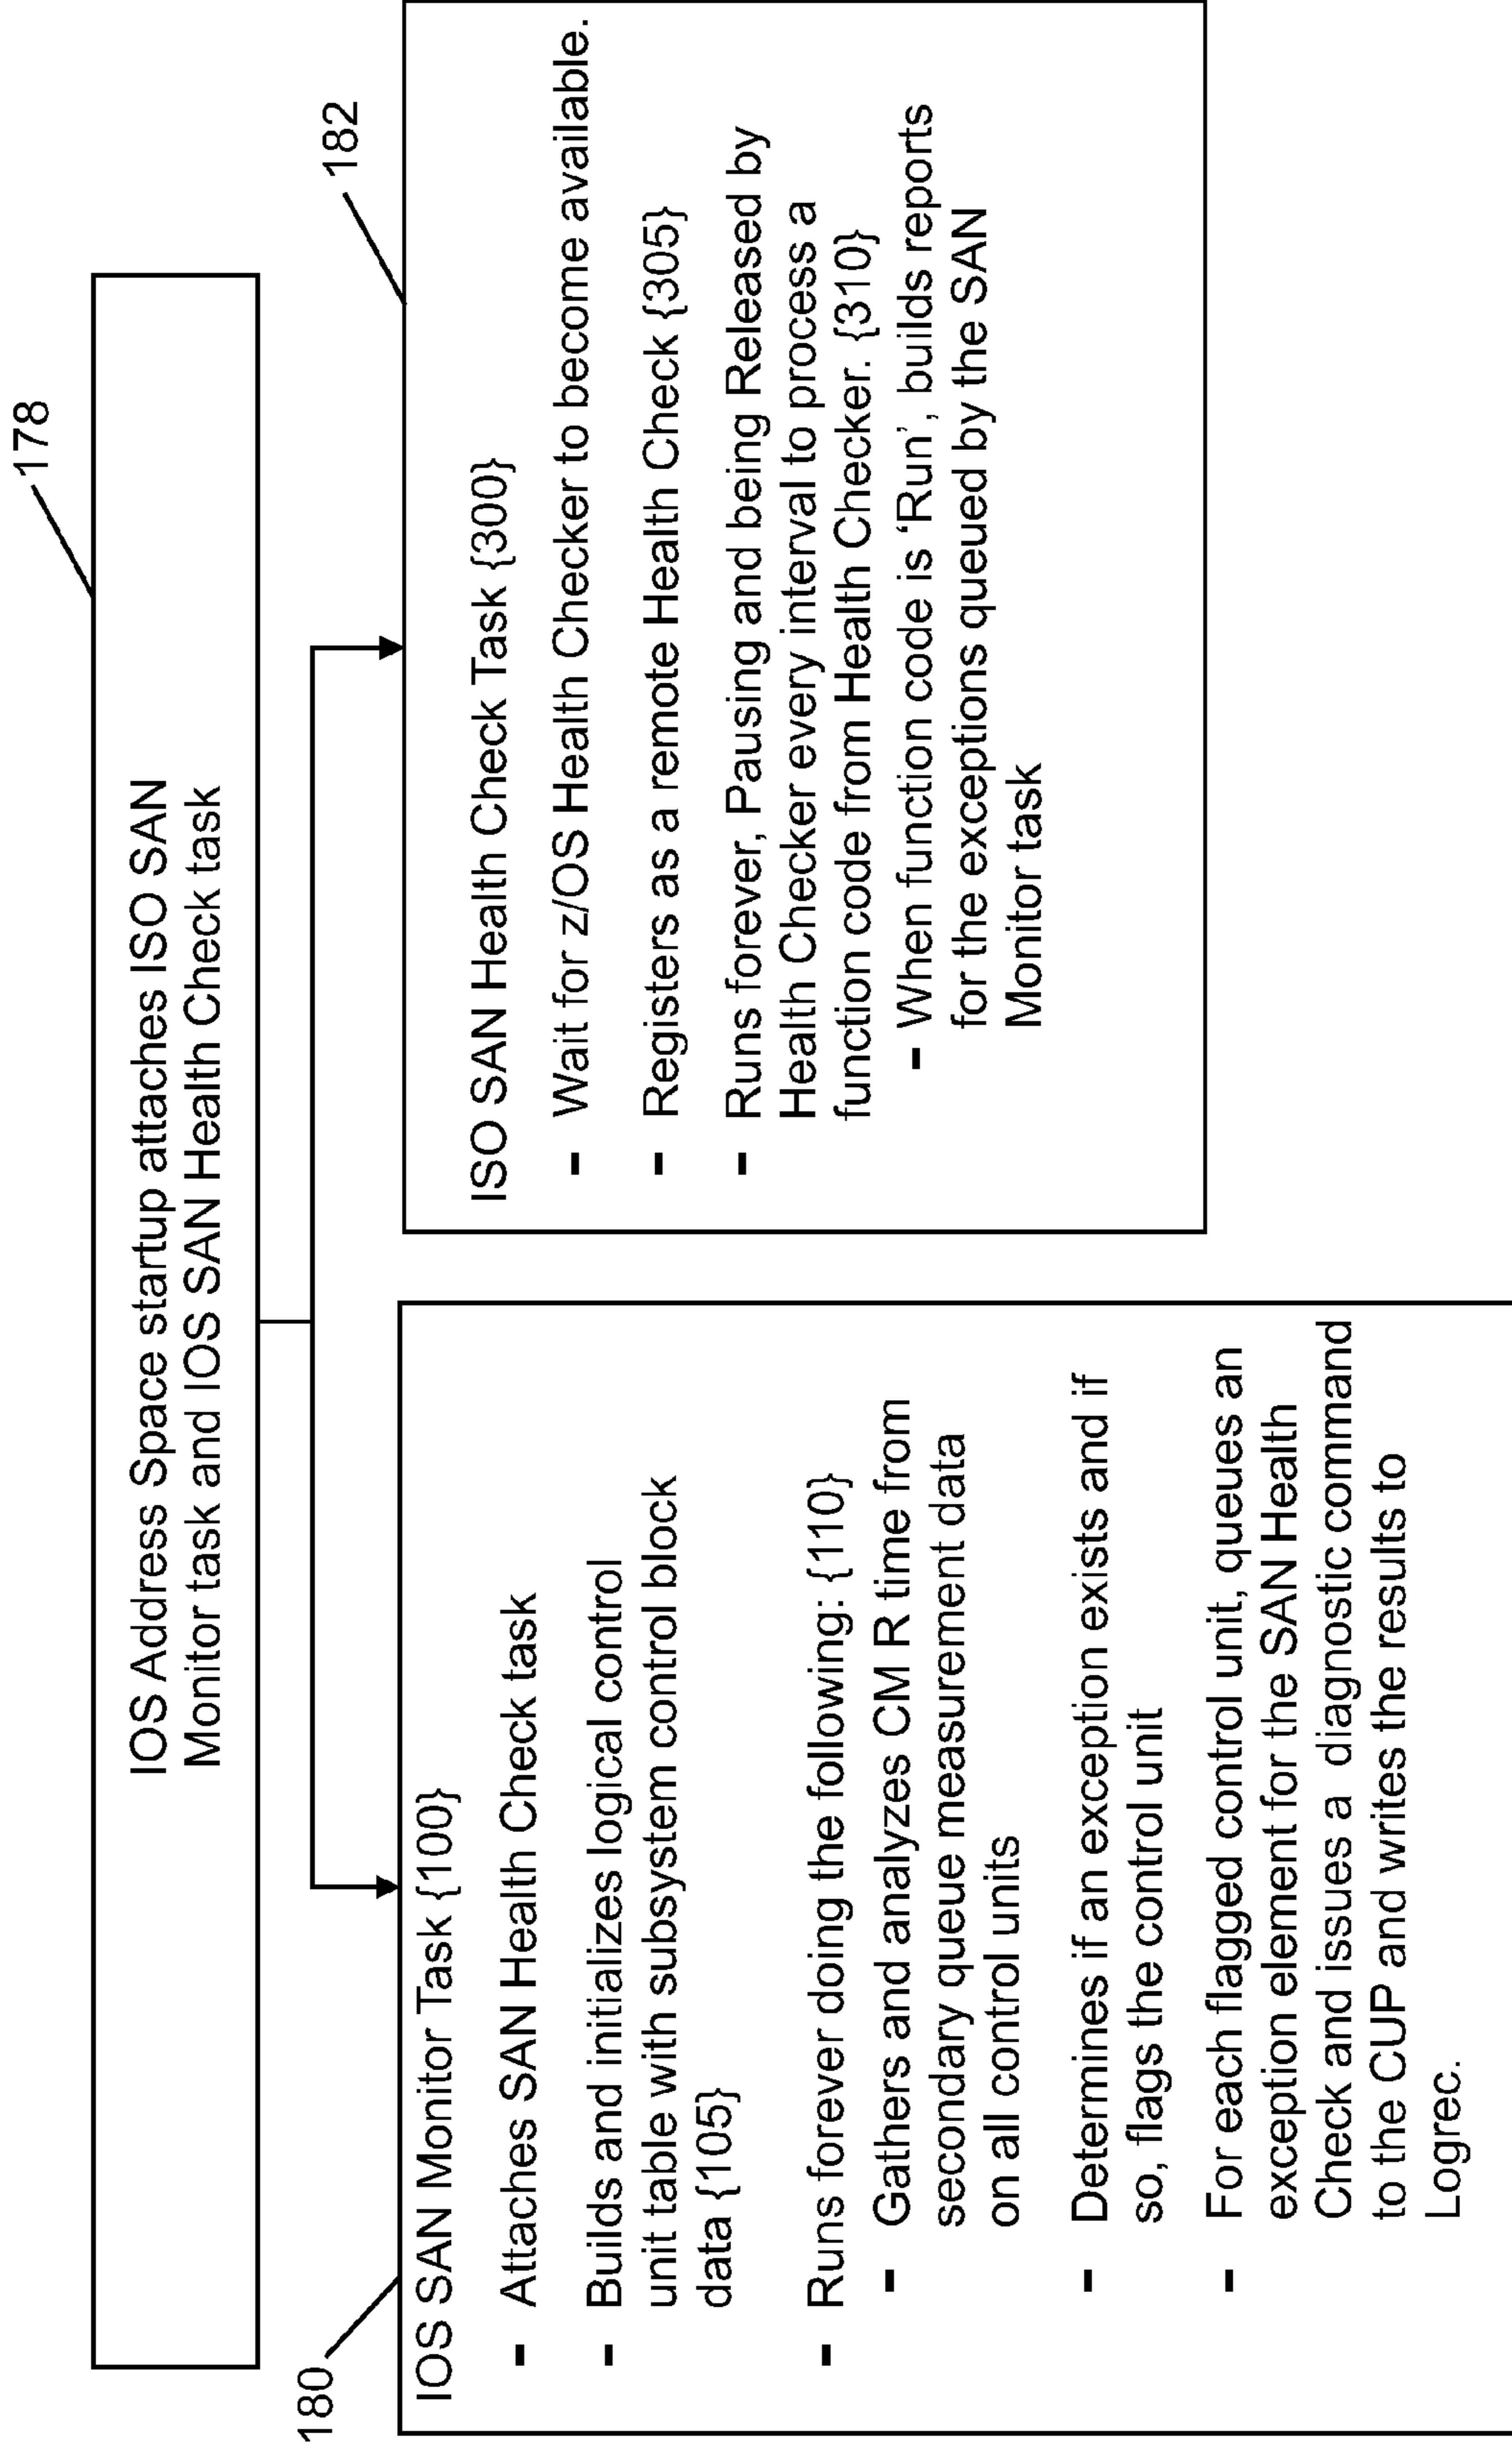 178
IOS Address Space startup attaches ISO SAN
Monitor task and IOS SAN Health Check task
180
IOS SAN Monitor Task {100}
- Attaches SAN Health Check task
- Builds and initializes logical control
unit table with subsystem control block
data {105}
- Runs forever doing the following: {110}
- Gathers and analyzes CM R time from
secondary queue measurement data
on all control units
- Determines if an exception exists and if
so, flags the control unit
- For each flagged control unit, queues an
exception element for the SAN Health
Check and issues a diagnostic command
to the CUP and writes the results to
Logrec.
182
ISO SAN Health Check Task {300}
- Wait for z/OS Health Checker to become available.
- Registers as a remote Health Check {305}
- Runs forever, Pausing and being Released by
Health Checker every interval to process a
function code from Health Checker. {310}
- When function code is ‘Run’, builds reports
for the exceptions queued by the SAN
Monitor task